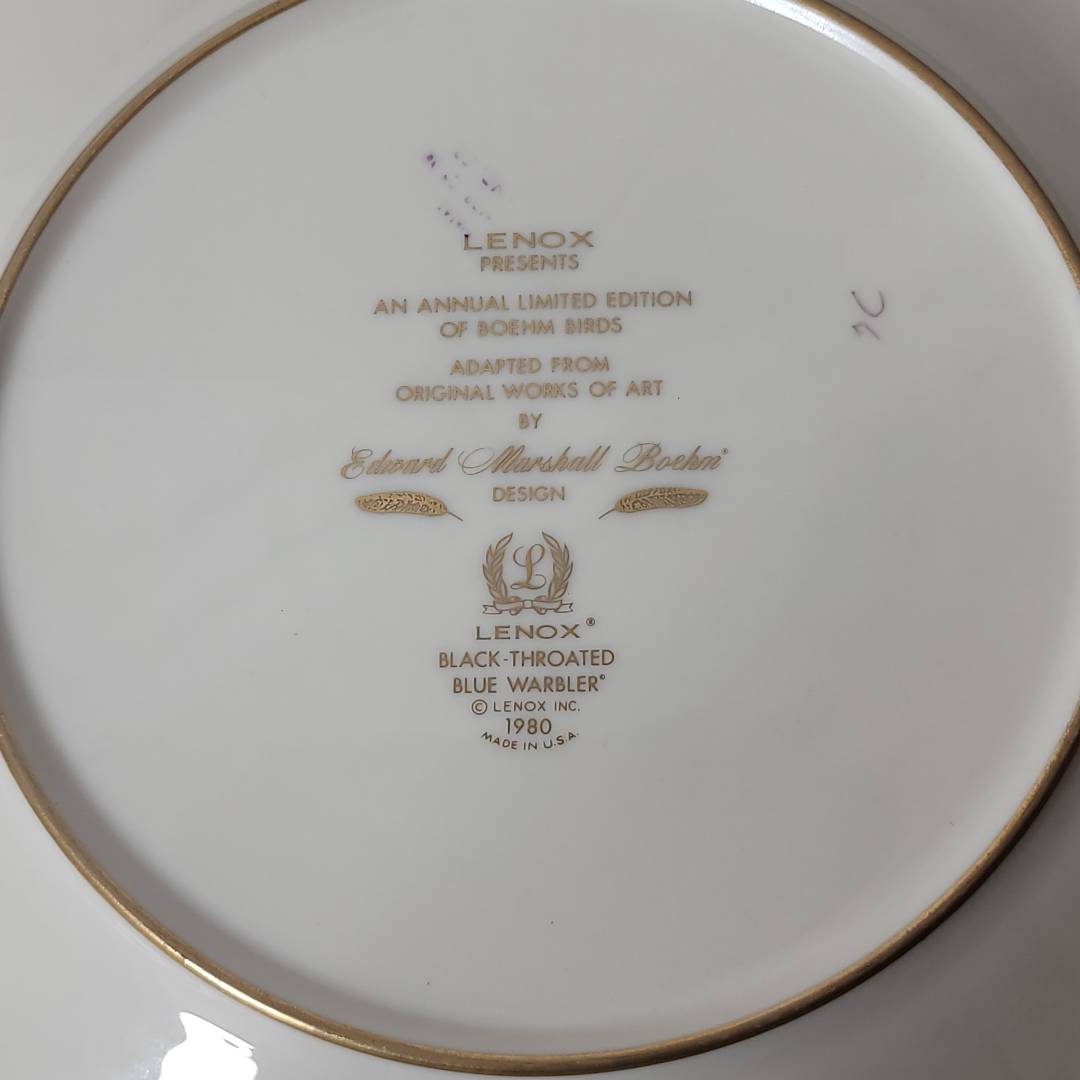 LENOX
PRESENTS
AN ANNUAL LIMITED EDITION
OF BOEHM BIRDS
ADAPTED FROM
ORIGINAL WORKS OF ART
BY
Edward Marshall Boehm®
DESIGN
L
LENOX®
BLACK-THROATED
BLUE WARBLER®
© LENOX INC.
1980
MADE IN U.S.A.